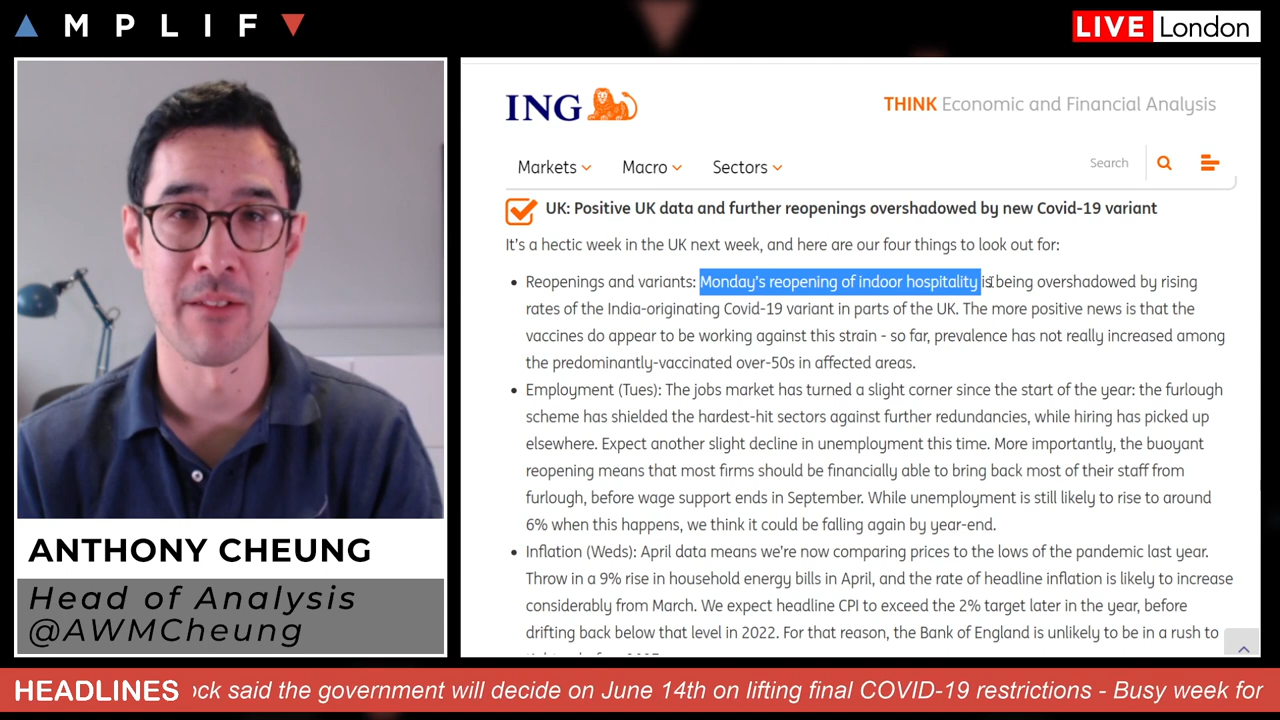 AMPLIFY
LIVE London
ING
THINK Economic and Financial Analysis
Markets
Macro
Sectors
Search
UK: Positive UK data and further reopenings overshadowed by new Covid-19 variant
It's a hectic week in the UK next week, and here are our four things to look out for:
• Reopenings and variants: Monday's reopening of indoor hospitality is being overshadowed by rising
rates of the India-originating Covid-19 variant in parts of the UK. The more positive news is that the
vaccines do appear to be working against this strain - so far, prevalence has not really increased among
the predominantly-vaccinated over-50s in affected areas.
• Employment (Tues): The jobs market has turned a slight corner since the start of the year: the furlough
scheme has shielded the hardest-hit sectors against further redundancies, while hiring has picked up
elsewhere. Expect another slight decline in unemployment this time. More importantly, the buoyant
reopening means that most firms should be financially able to bring back most of their staff from
furlough, before wage support ends in September. While unemployment is still likely to rise to around
6% when this happens, we think it could be falling again by year-end.
• Inflation (Weds): April data means we're now comparing prices to the lows of the pandemic last year.
Throw in a 9% rise in household energy bills in April, and the rate of headline inflation is likely to increase
considerably from March. We expect headline CPI to exceed the 2% target later in the year, before
drifting back below that level in 2022. For that reason, the Bank of England is unlikely to be in a rush to
ANTHONY CHEUNG
Head of Analysis
@AWMCheung
HEADLINES ock said the government will decide on June 14th on lifting final COVID-19 restrictions - Busy week for